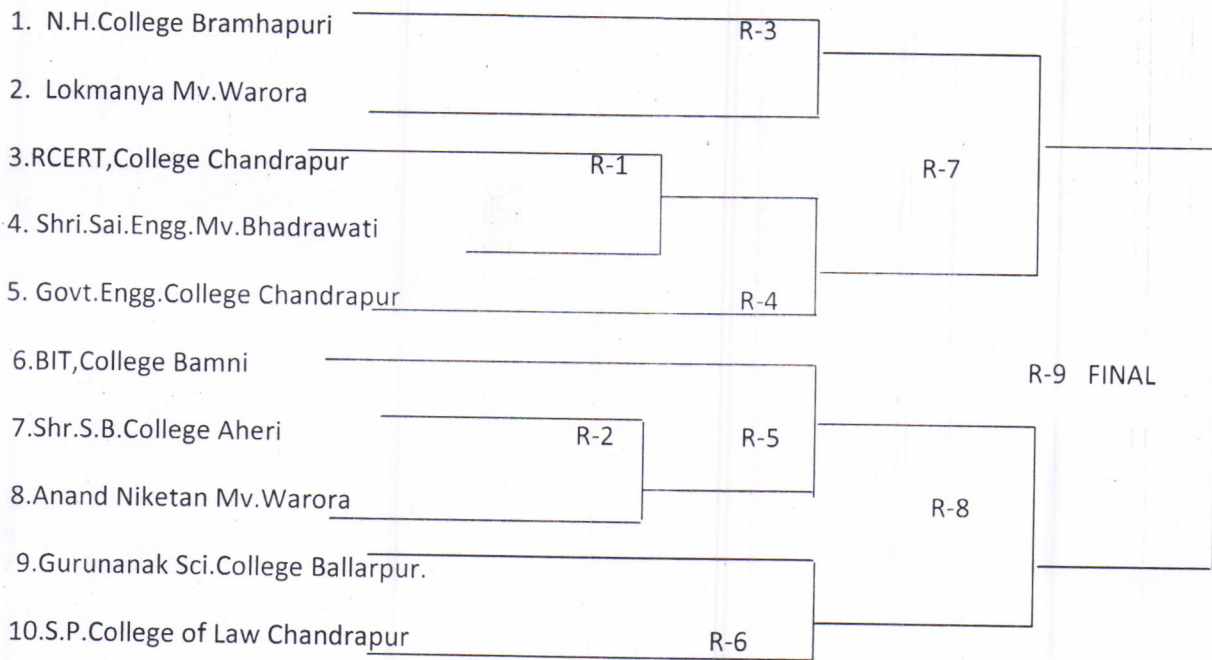 1. N.H.College Bramhapuri
R-3
2. Lokmanya Mv.Warora
3.RCERT,College Chandrapur
R-1
R-7
4. Shri.Sai.Engg.Mv.Bhadrawati
5. Govt.Engg.College Chandrapur
R-4
6.BIT,College Bamni
R-9 FINAL
7.Shr.S.B.College Aheri
R-2
R-5
8.Anand Niketan Mv.Warora
R-8
9.Gurunanak Sci.College Ballarpur.
10.S.P.College of Law Chandrapur
R-6